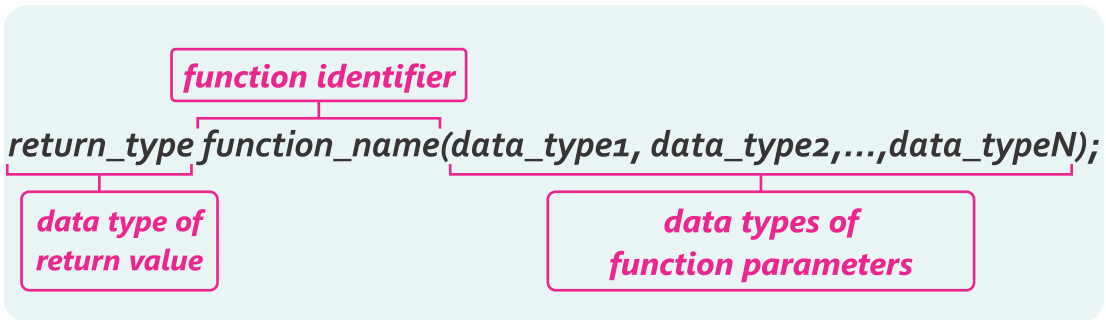 function identifier
return_type function_name(data_type1, data_type2,...,data_typeN);
data type of
return value
data types of
function parameters